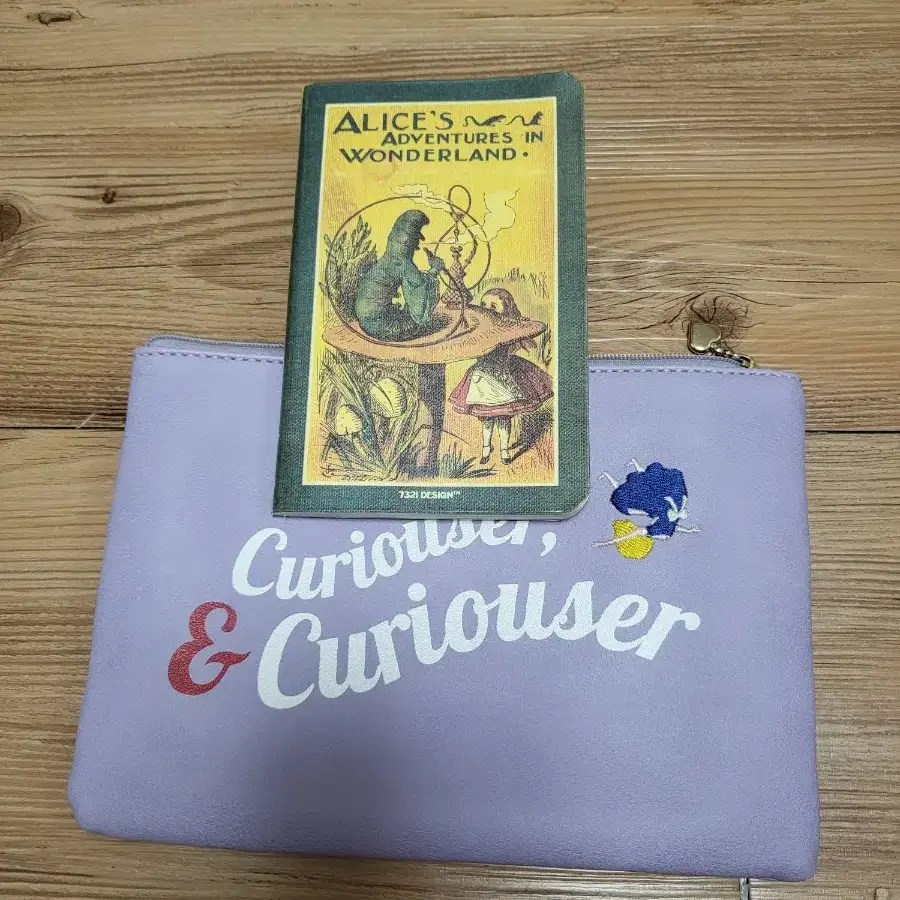 ALICE'S
ADVENTURES IN
WONDERLAND.
7321 DESIGN™
Curiouser,
& Curiouser